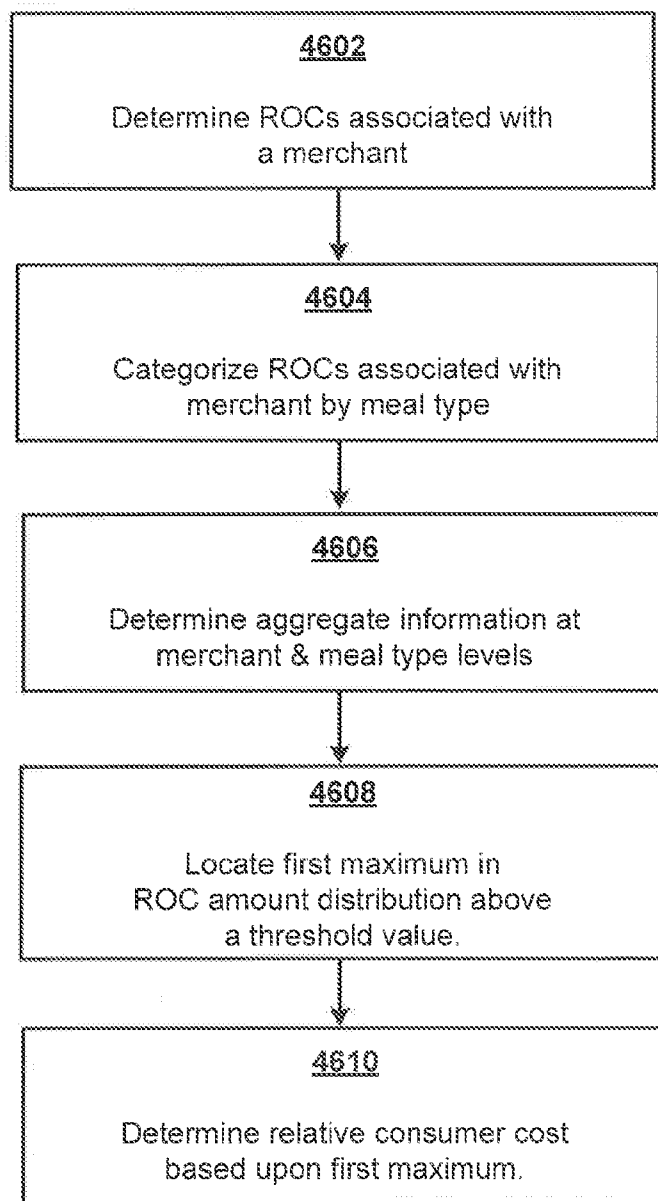 4602
Determine ROCs associated with
a merchant
4604
Categorize ROCs associated with
merchant by meal type
4606
Determine aggregate information at
merchant & meal type levels
4608
Locate first maximum in
ROC amount distribution above
a threshold value.
4610
Determine relative consumer cost
based upon first maximum.